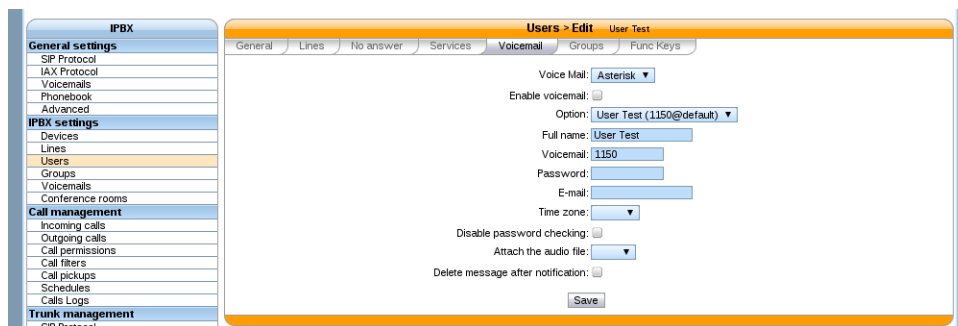 IPBX
General settings
SIP Protocol
IAX Protocol
Voicemails
Phonebook
Advanced
IPBX settings
Devices
Lines
Users
Groups
Voicemails
Conference rooms
Call management
Incoming calls
Outgoing calls
Call permissions
Call filters
Call pickups
Schedules
Calls Logs
Trunk management
SIP Protocol
Users > Edit User Test
General Lines No answer Services Voicemail Groups Func Keys
Voice Mail: Asterisk ▼
Enable voicemail:
Option: User Test (1150@default) ▼
Full name: User Test
Voicemail: 1150
Password:
E-mail:
Time zone: ▼
Disable password checking:
Attach the audio file: ▼
Delete message after notification:
Save